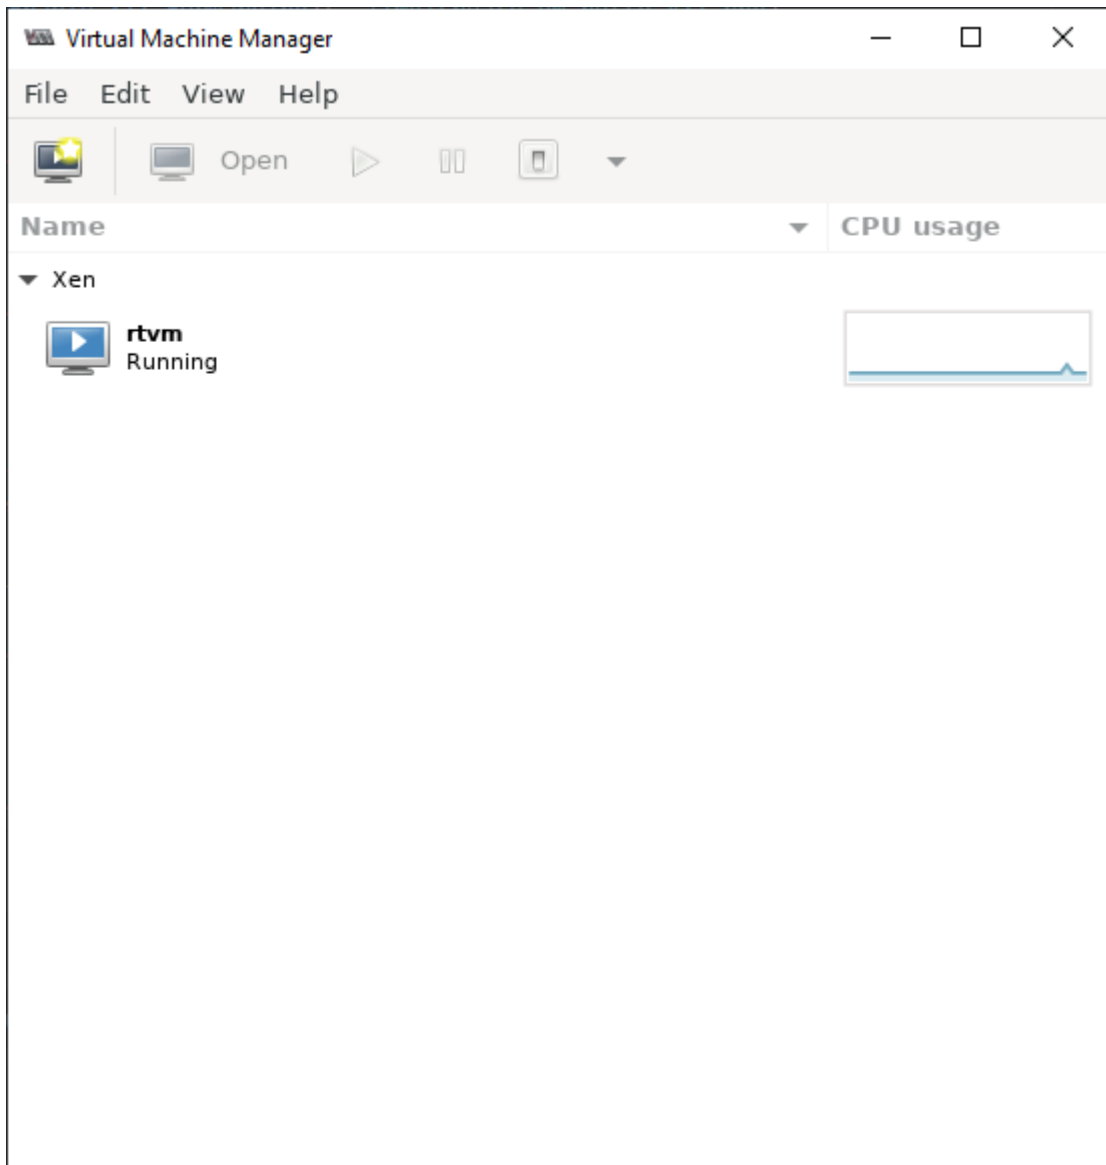 Virtual Machine Manager
File Edit View Help
Open
Name CPU usage
Xen
rtvm
Running